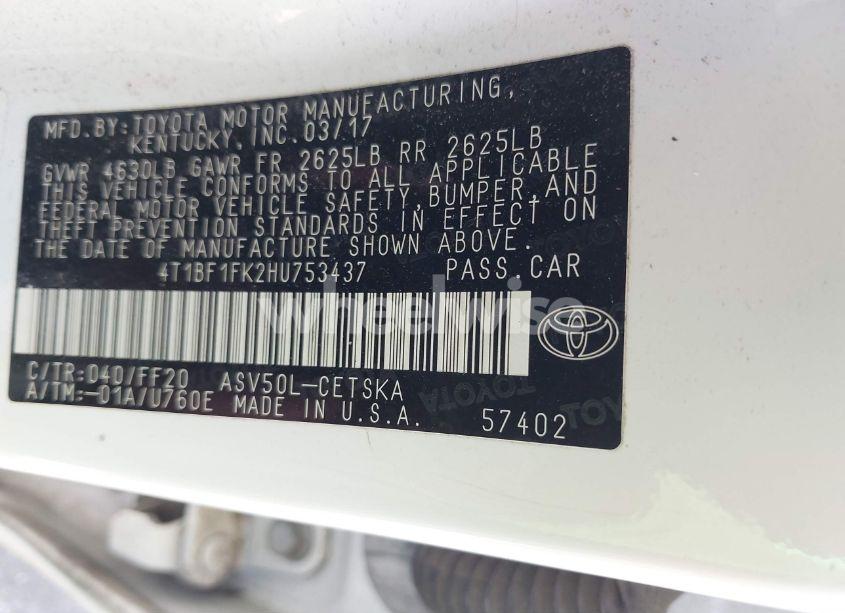 MFD.BY:TOYOTA MOTOR MANUFACTURING,
KENTUCKY,INC.03/17
GVWR 4630LB GAWR FR 2625LB RR 2625LB
THIS VEHICLE CONFORMS TO ALL APPLICABLE
FEDERAL MOTOR VEHICLE SAFETY,BUMPER,AND
THEFT PREVENTION STANDARDS IN EFFECT ON
THE DATE OF MANUFACTURE SHOWN ABOVE.
4T1BF1FK2HU753437 PASS.CAR
wheelwise
C/TR:040/FF20 ASV50L-CETSKA
A/TM:-01A/U760E MADE IN U.S.A. 57402
TOYOTA